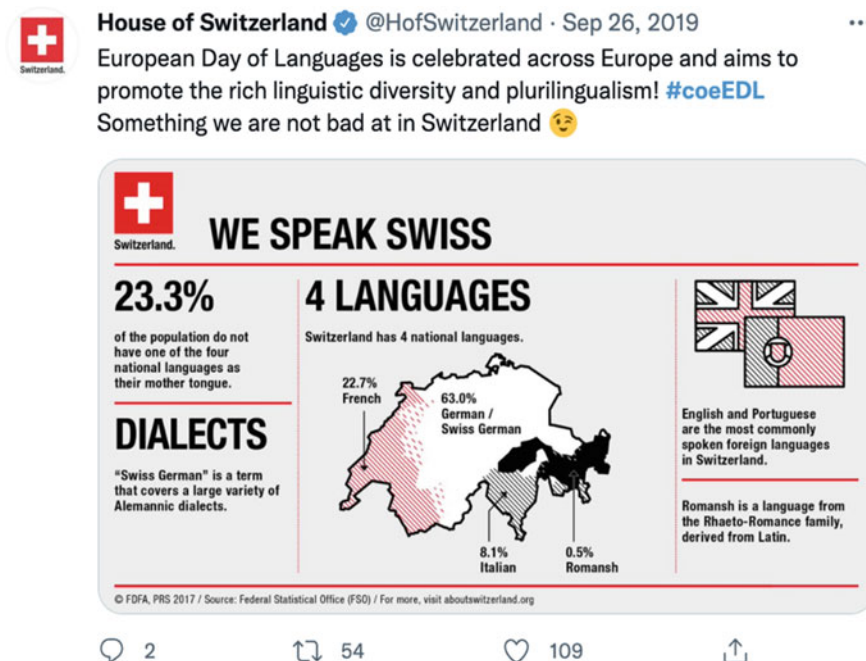 House of Switzerland @HofSwitzerland · Sep 26, 2019
Switzerland.
European Day of Languages is celebrated across Europe and aims to
promote the rich linguistic diversity and plurilingualism! #coeEDL
Something we are not bad at in Switzerland 😉
Switzerland.
WE SPEAK SWISS
23.3%
of the population do not
have one of the four
national languages as
their mother tongue.
DIALECTS
"Swiss German" is a term
that covers a large variety of
Alemannic dialects.
4 LANGUAGES
Switzerland has 4 national languages.
22.7%
French
63.0%
German /
Swiss German
8.1%
Italian
0.5%
Romansh
English and Portuguese
are the most commonly
spoken foreign languages
in Switzerland.
Romansh is a language from
the Rhaeto-Romance family,
derived from Latin.
© FDFA, PRS 2017 / Source: Federal Statistical Office (FSO) / For more, visit aboutswitzerland.org
2 54 109